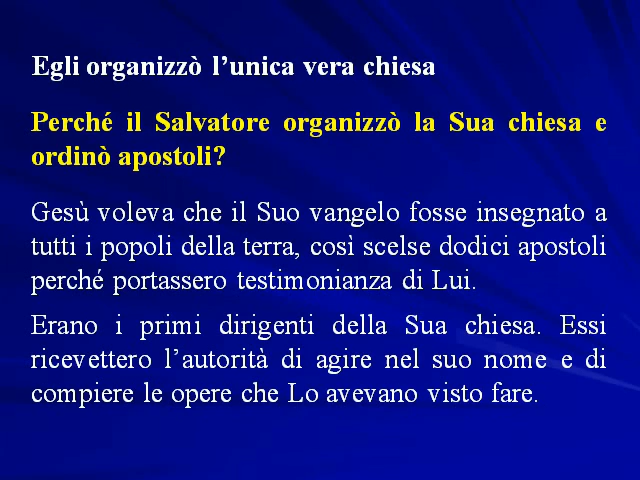 Egli organizzò l’unica vera chiesa
Perché il Salvatore organizzò la Sua chiesa e
ordinò apostoli?
Gesù voleva che il Suo vangelo fosse insegnato a
tutti i popoli della terra, così scelse dodici apostoli
perché portassero testimonianza di Lui.
Erano i primi dirigenti della Sua chiesa. Essi
ricevettero l’autorità di agire nel suo nome e di
compiere le opere che Lo avevano visto fare.